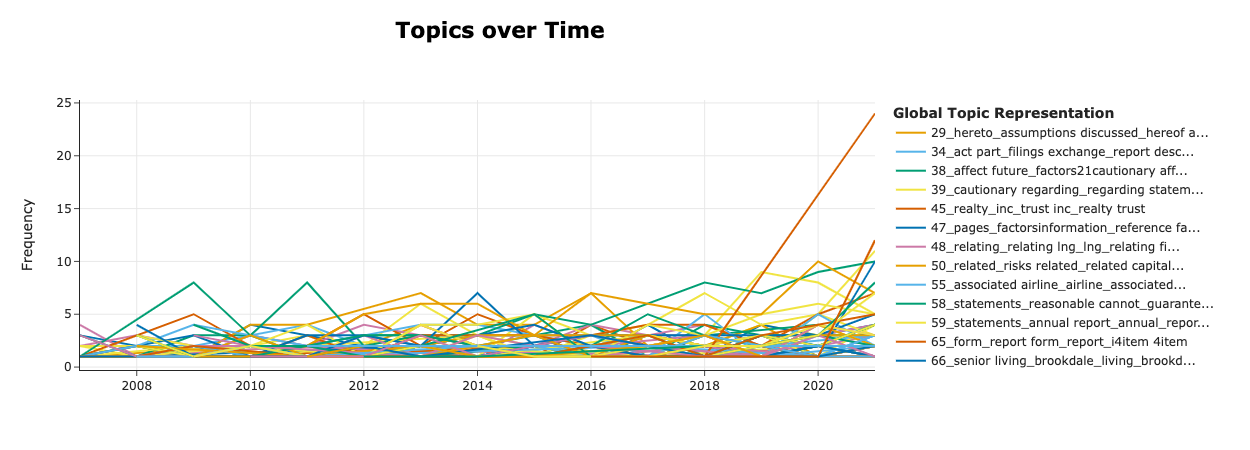 Topics over Time
25
20
15
10
5
0
Frequency
2008
2010
2012
2014
2016
2018
2020
Global Topic Representation
29_hereto_assumptions discussed_hereof a...
34_act part_filings exchange_report desc...
38_affect future_factors21cautionary aff...
39_cautionary regarding_regarding statem...
45_realty_inc_trust inc_realty trust
47_pages_factorsinformation_reference fa...
48_relating_relating lng_lng_relating fi...
50_related_risks related_related capital...
55_associated airline_airline_associated...
58_statements_reasonable cannot_guarante...
59_statements_annual report_annual_repor...
65_form_report form_report_i4item 4item
66_senior living_brookdale_living_brookd...